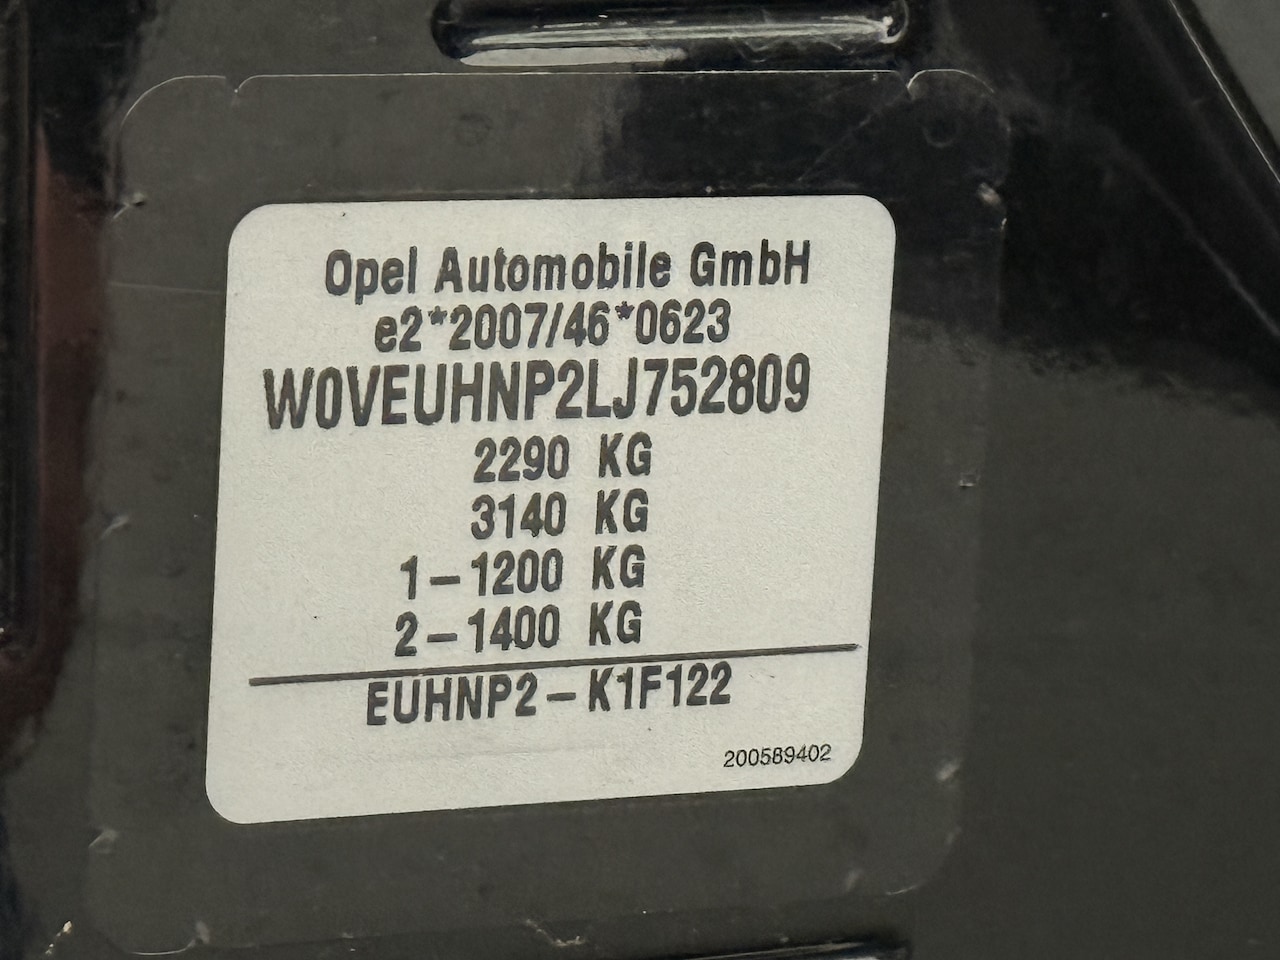 Opel Automobile GmbH
e2*2007/46*0623
W0VEUHNP2LJ752809
2290 KG
3140 KG
1-1200 KG
2-1400 KG
EUHNP2-K1F122
200589402